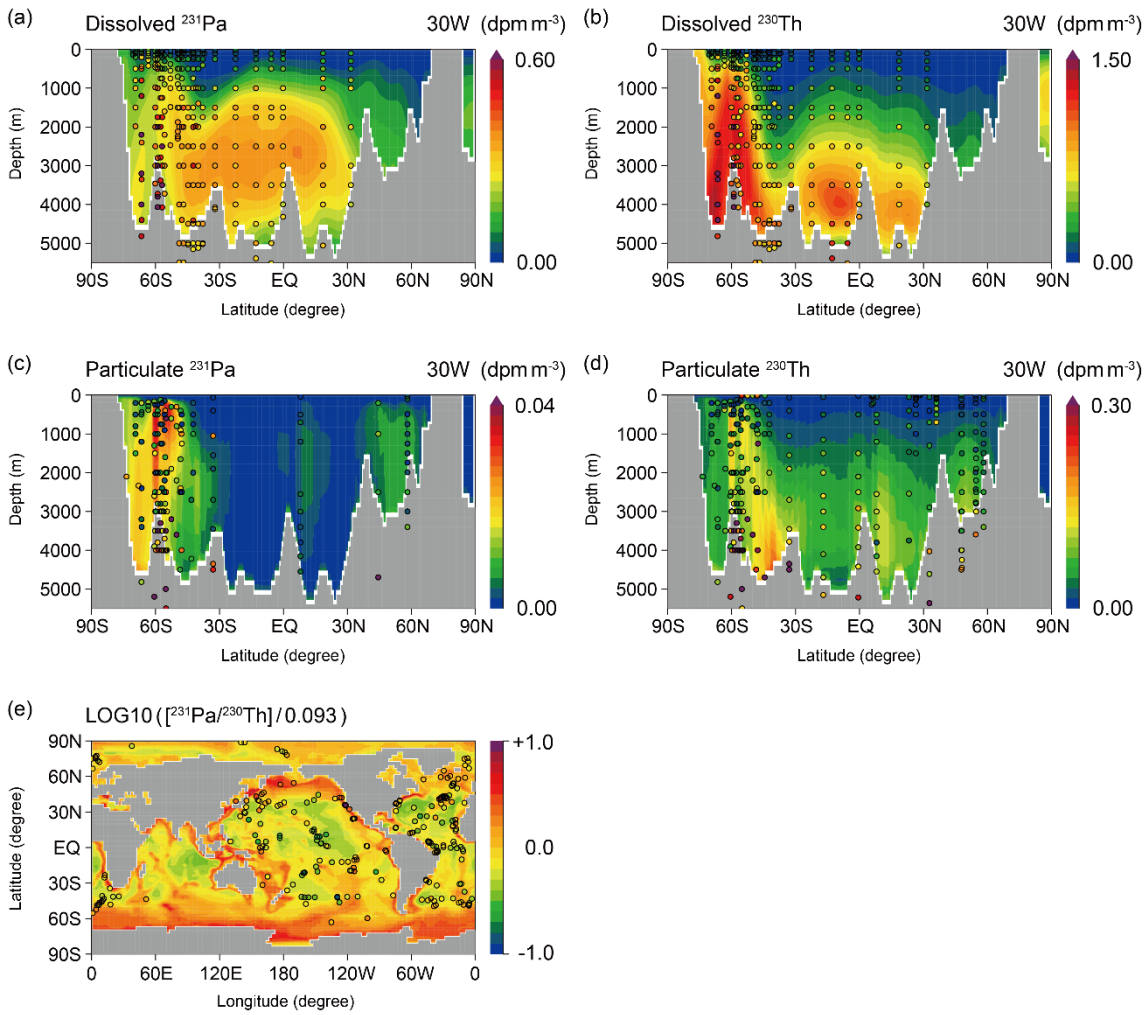 (a) Dissolved ²³¹Pa 30W (dpm m⁻³)
0 1000 2000 3000 4000 5000
Depth (m)
0.60
0.00
90S 60S 30S EQ 30N 60N 90N
Latitude (degree)
(b) Dissolved ²³⁰Th 30W (dpm m⁻³)
0 1000 2000 3000 4000 5000
Depth (m)
1.50
0.00
90S 60S 30S EQ 30N 60N 90N
Latitude (degree)
(c) Particulate ²³¹Pa 30W (dpm m⁻³)
0 1000 2000 3000 4000 5000
Depth (m)
0.04
0.00
90S 60S 30S EQ 30N 60N 90N
Latitude (degree)
(d) Particulate ²³⁰Th 30W (dpm m⁻³)
0 1000 2000 3000 4000 5000
Depth (m)
0.30
0.00
90S 60S 30S EQ 30N 60N 90N
Latitude (degree)
(e) LOG10 ( [²³¹Pa/²³⁰Th] / 0.093 )
90N 60N 30N EQ 30S 60S 90S
Latitude (degree)
+1.0
0.0
-1.0
0 60E 120E 180 120W 60W 0
Longitude (degree)